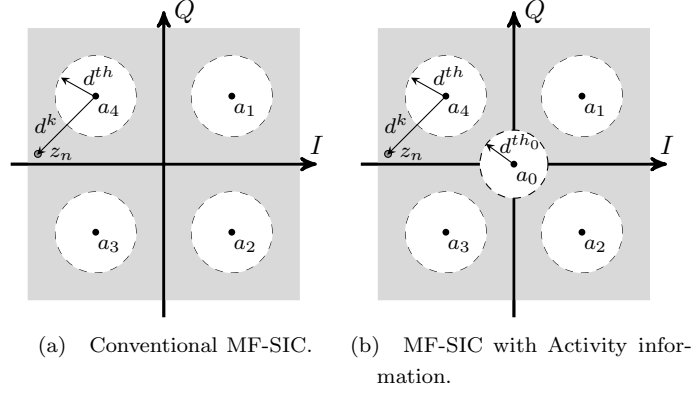 Q
Q
d^{th}
a_4
a_1
d^k
z_n
I
a_3
a_2
d^{th}
a_4
a_1
d^k
z_n
d^{th_0}
a_0
I
a_3
a_2
(a) Conventional MF-SIC.
(b) MF-SIC with Activity infor-
mation.